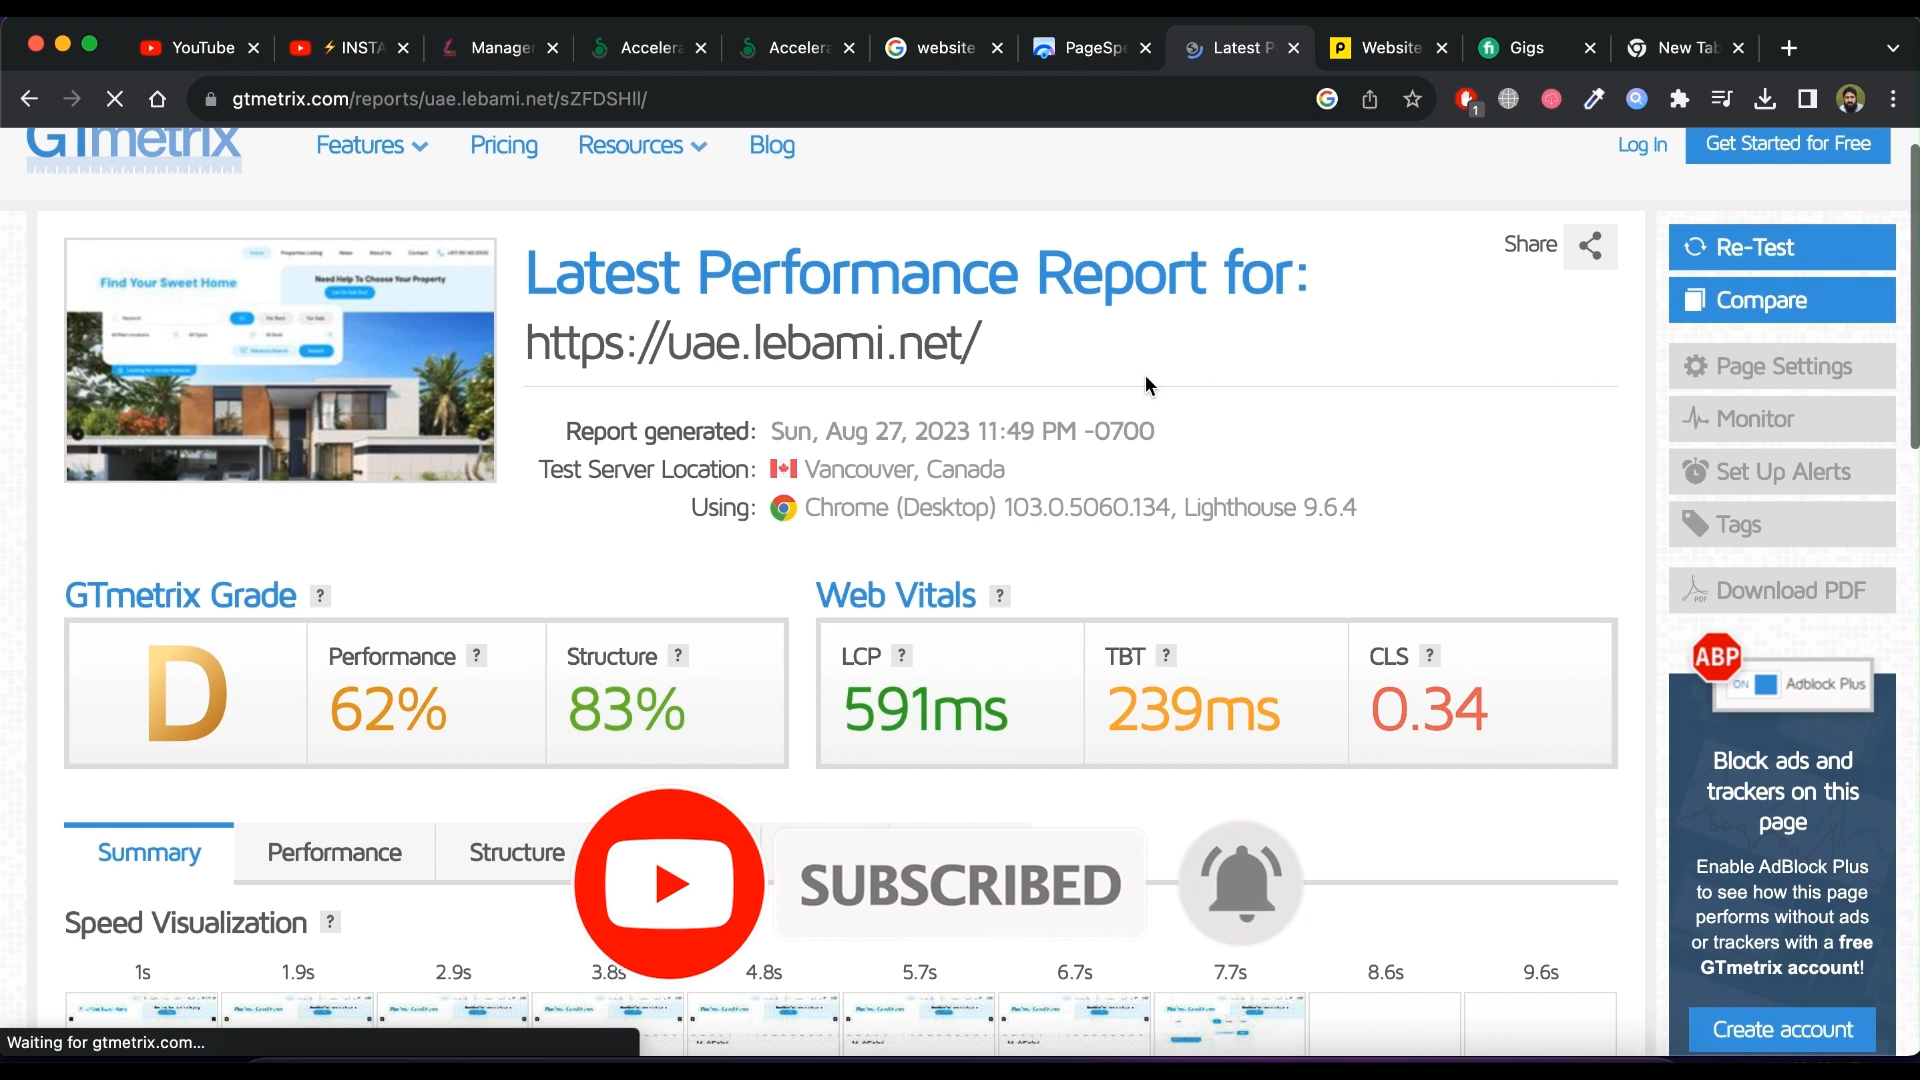 YouTube
⚡INSTA
Manager
Accelera
Accelera
website
PageSpe
Latest P
Website
Gigs
New Tab
gtmetrix.com/reports/uae.lebami.net/sZFDSHll/
1
GTmetrix
Features
Pricing
Resources
Blog
Log In
Get Started for Free
Find Your Sweet Home
Need Help To Choose Your Property
Latest Performance Report for:
https://uae.lebami.net/
Share
Report generated: Sun, Aug 27, 2023 11:49 PM -0700
Test Server Location: Vancouver, Canada
Using: Chrome (Desktop) 103.0.5060.134, Lighthouse 9.6.4
Re-Test
Compare
Page Settings
Monitor
Set Up Alerts
Tags
Download PDF
GTmetrix Grade ?
D
Performance ?
62%
Structure ?
83%
Web Vitals ?
LCP ?
591ms
TBT ?
239ms
CLS ?
0.34
ABP
ON
Adblock Plus
Block ads and
trackers on this
page
Enable AdBlock Plus
to see how this page
performs without ads
or trackers with a free
GTmetrix account!
Create account
Summary
Performance
Structure
SUBSCRIBED
Speed Visualization ?
1s
1.9s
2.9s
3.8s
4.8s
5.7s
6.7s
7.7s
8.6s
9.6s
Waiting for gtmetrix.com...